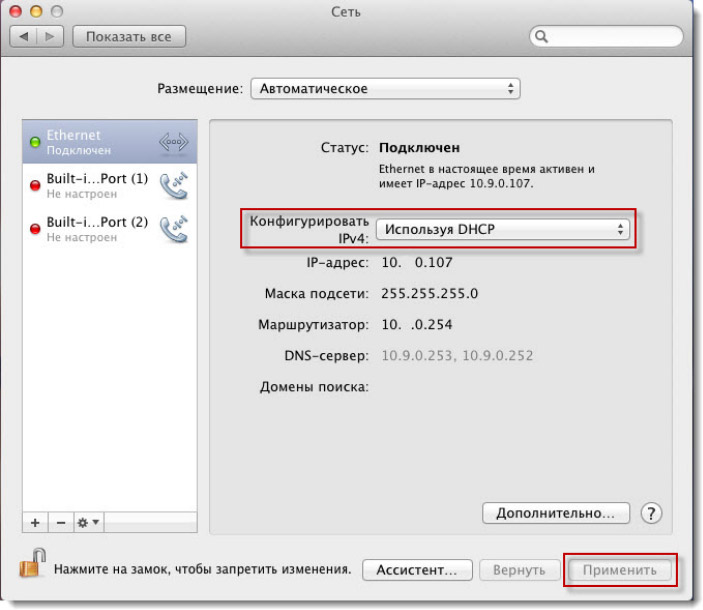 Сеть
Показать все
Размещение: Автоматическое
Ethernet
Подключен
Built-i...Port (1)
Не настроен
Built-i...Port (2)
Не настроен
Статус: Подключен
Ethernet в настоящее время активен и
имеет IP-адрес 10.9.0.107.
Конфигурировать
IPv4: Используя DHCP
IP-адрес: 10. 0.107
Маска подсети: 255.255.255.0
Маршрутизатор: 10. .0.254
DNS-сервер: 10.9.0.253, 10.9.0.252
Домены поиска:
+ −
Дополнительно... ?
Нажмите на замок, чтобы запретить изменения. Ассистент... Вернуть Применить